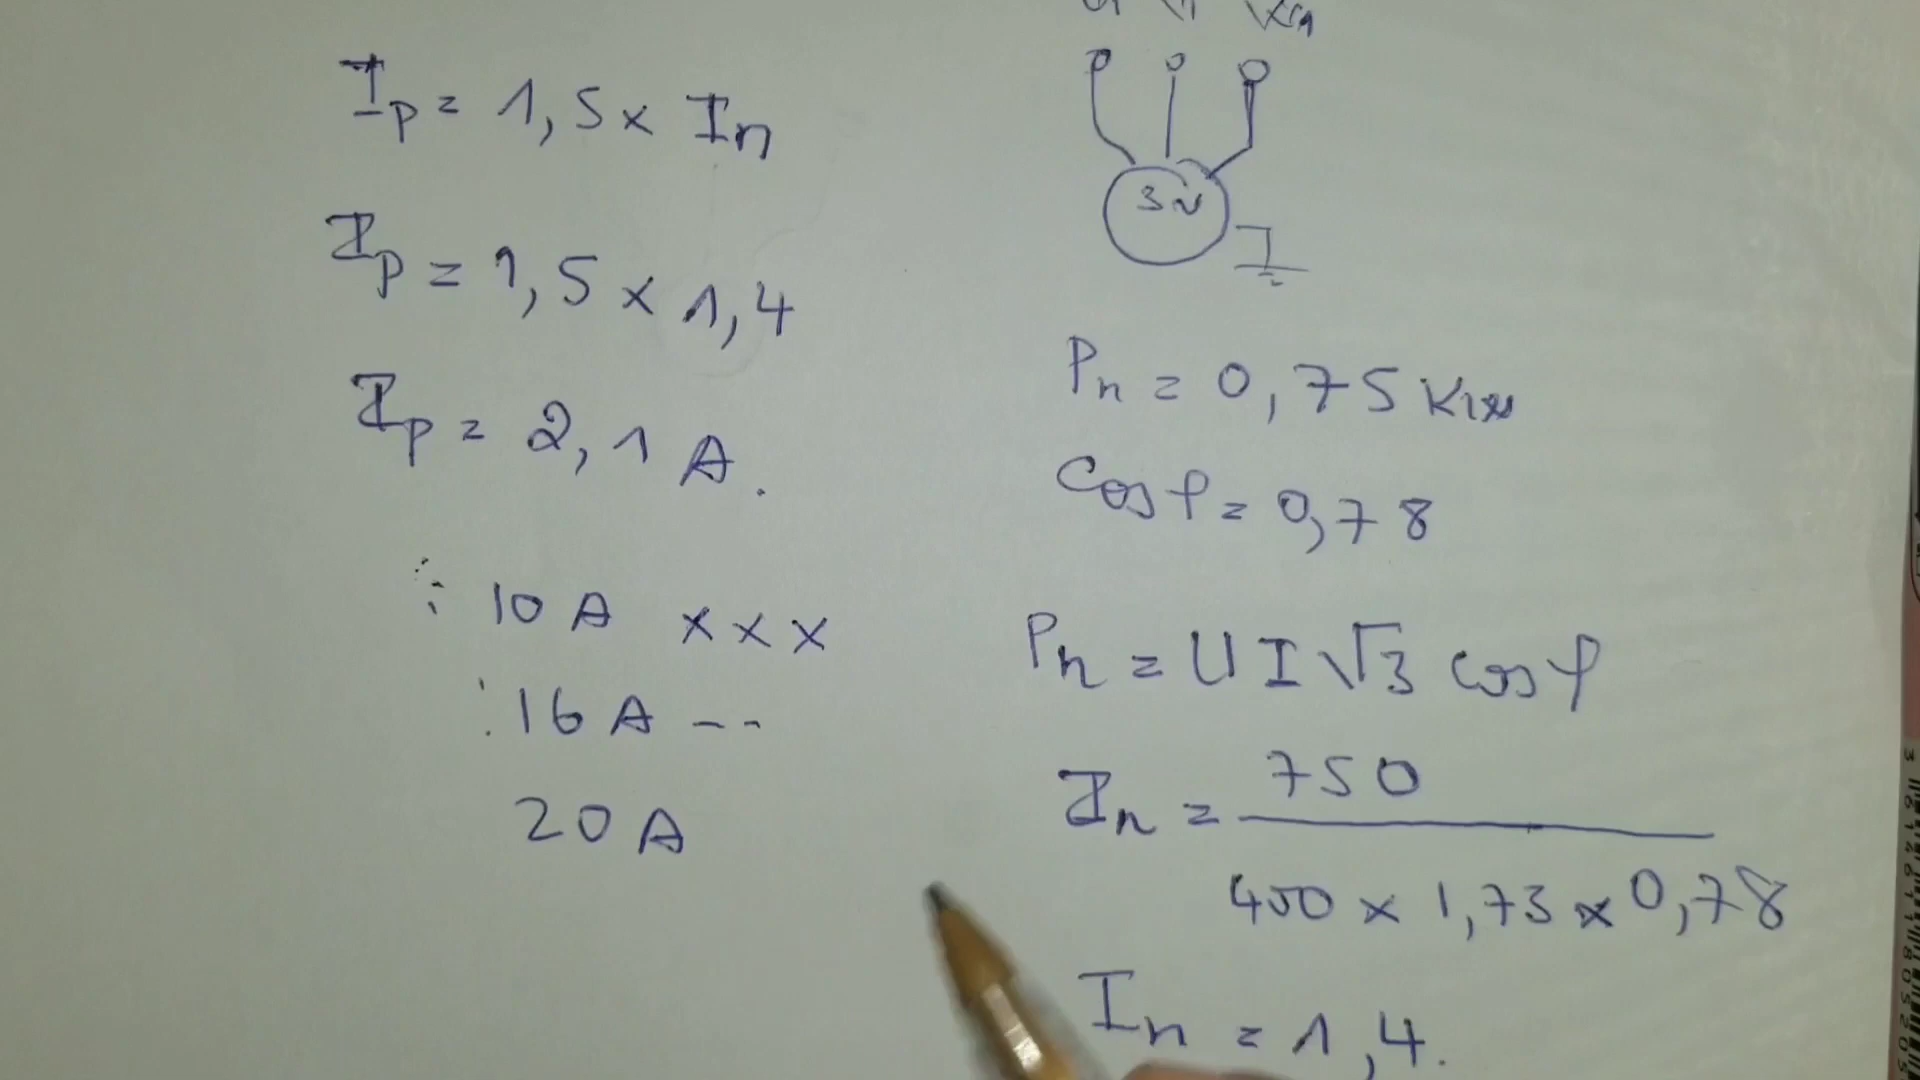 Ip = 1,5 x In
Ip = 1,5 x 1,4
Ip = 2,1 A.
10 A x x x
16 A - - -
20 A
3~
Pn = 0,75 Kw
Cos φ = 0,78
Pn = U I √3 cos φ
In = 750
400 x 1,73 x 0,78
In = 1,4.